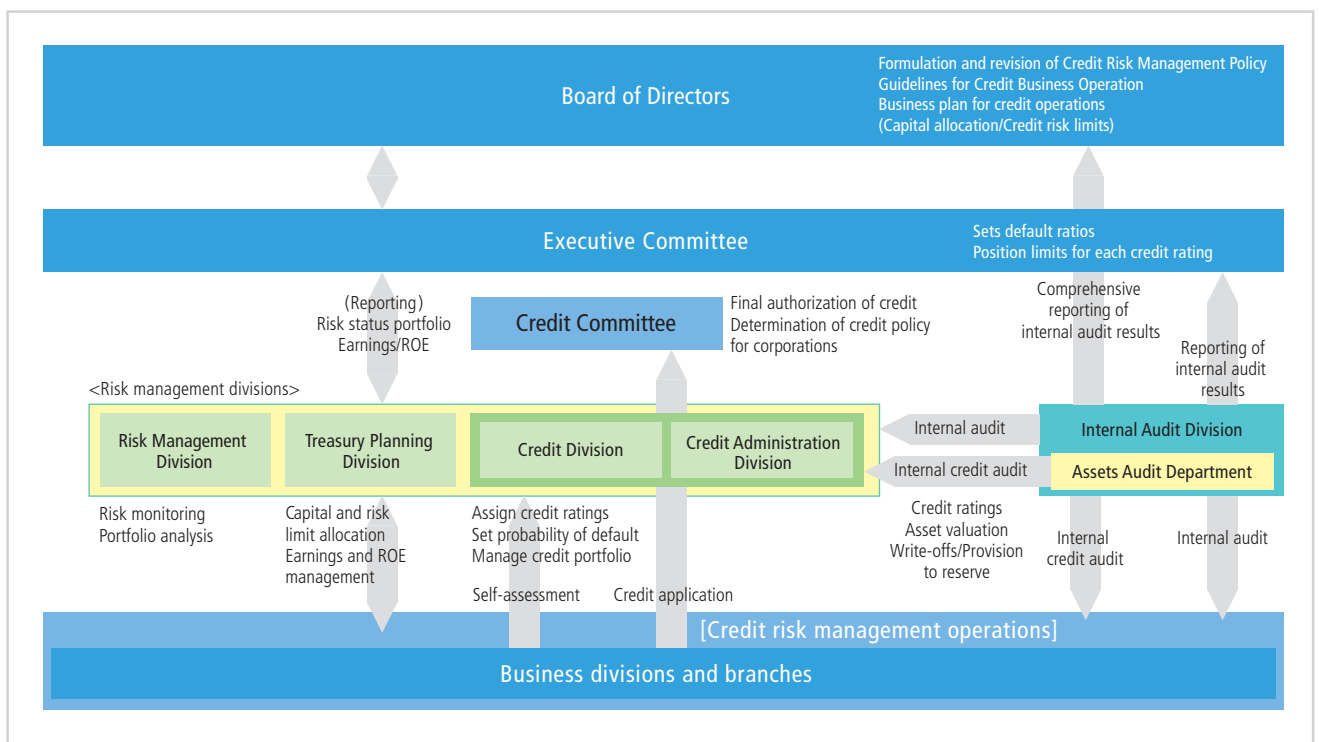 Board of Directors
Formulation and revision of Credit Risk Management Policy
Guidelines for Credit Business Operation
Business plan for credit operations
(Capital allocation/Credit risk limits)
Executive Committee
Sets default ratios
Position limits for each credit rating
(Reporting)
Risk status portfolio
Earnings/ROE
Credit Committee
Final authorization of credit
Determination of credit policy
for corporations
Comprehensive
reporting of
internal audit results
Reporting of
internal audit
results
<Risk management divisions>
Risk Management
Division
Treasury Planning
Division
Credit Division
Credit Administration
Division
Internal audit
Internal credit audit
Internal Audit Division
Assets Audit Department
Risk monitoring
Portfolio analysis
Capital and risk
limit allocation
Earnings and ROE
management
Assign credit ratings
Set probability of default
Manage credit portfolio
Self-assessment
Credit application
Credit ratings
Asset valuation
Write-offs/Provision
to reserve
Internal
credit audit
Internal audit
[Credit risk management operations]
Business divisions and branches